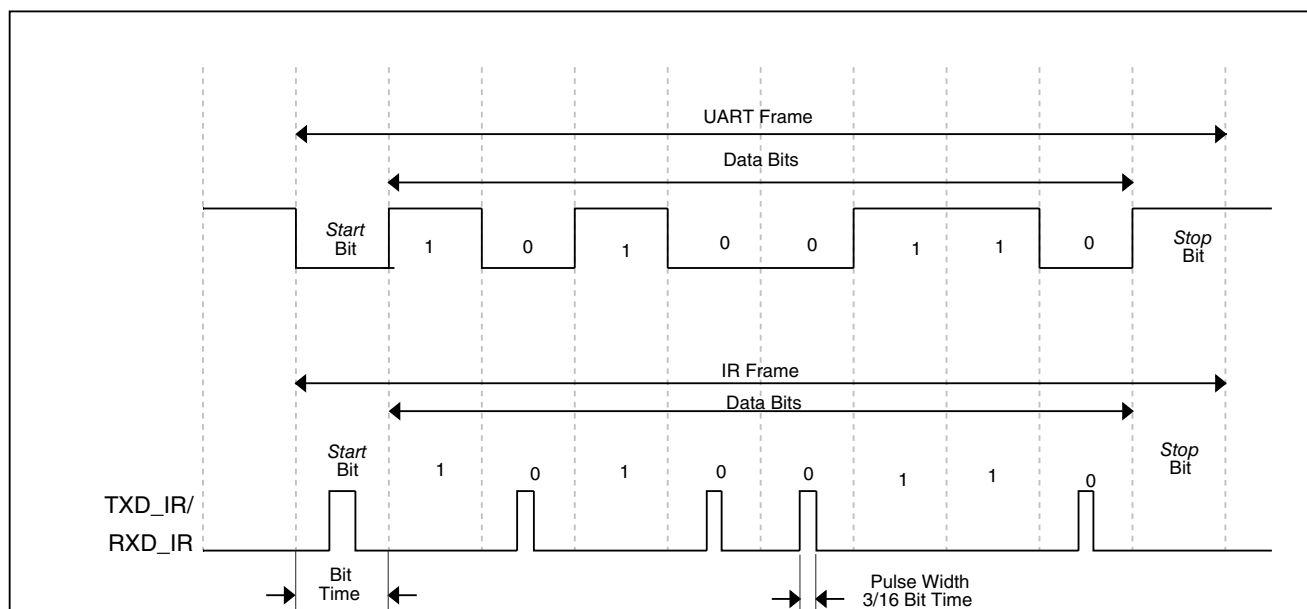 UART Frame
Data Bits
Start
Bit
1
0
1
0
0
1
1
0
Stop
Bit
IR Frame
Data Bits
Start
Bit
1
0
1
0
0
1
1
0
Stop
Bit
TXD_IR/
RXD_IR
Bit
Time
Pulse Width
3/16 Bit Time